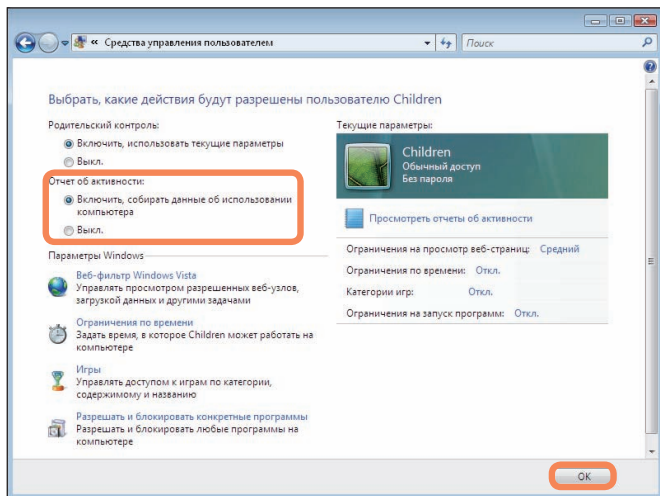 « Средства управления пользователем
Поиск
Выбрать, какие действия будут разрешены пользователю Children
Родительский контроль:
Включить, использовать текущие параметры
Выкл.
Отчет об активности:
Включить, собирать данные об использовании
компьютера
Выкл.
Параметры Windows
Веб-фильтр Windows Vista
Управлять просмотром разрешенных веб-узлов,
загрузкой данных и другими задачами
Ограничения по времени
Задать время, в которое Children может работать на
компьютере
Игры
Управлять доступом к играм по категории,
содержимому и названию
Разрешать и блокировать конкретные программы
Разрешать и блокировать любые программы на
компьютере
Текущие параметры:
Children
Обычный доступ
Без пароля
Просмотреть отчеты об активности
Ограничения на просмотр веб-страниц: Средний
Ограничения по времени: Откл.
Категории игр: Откл.
Ограничения на запуск программ: Откл.
OK